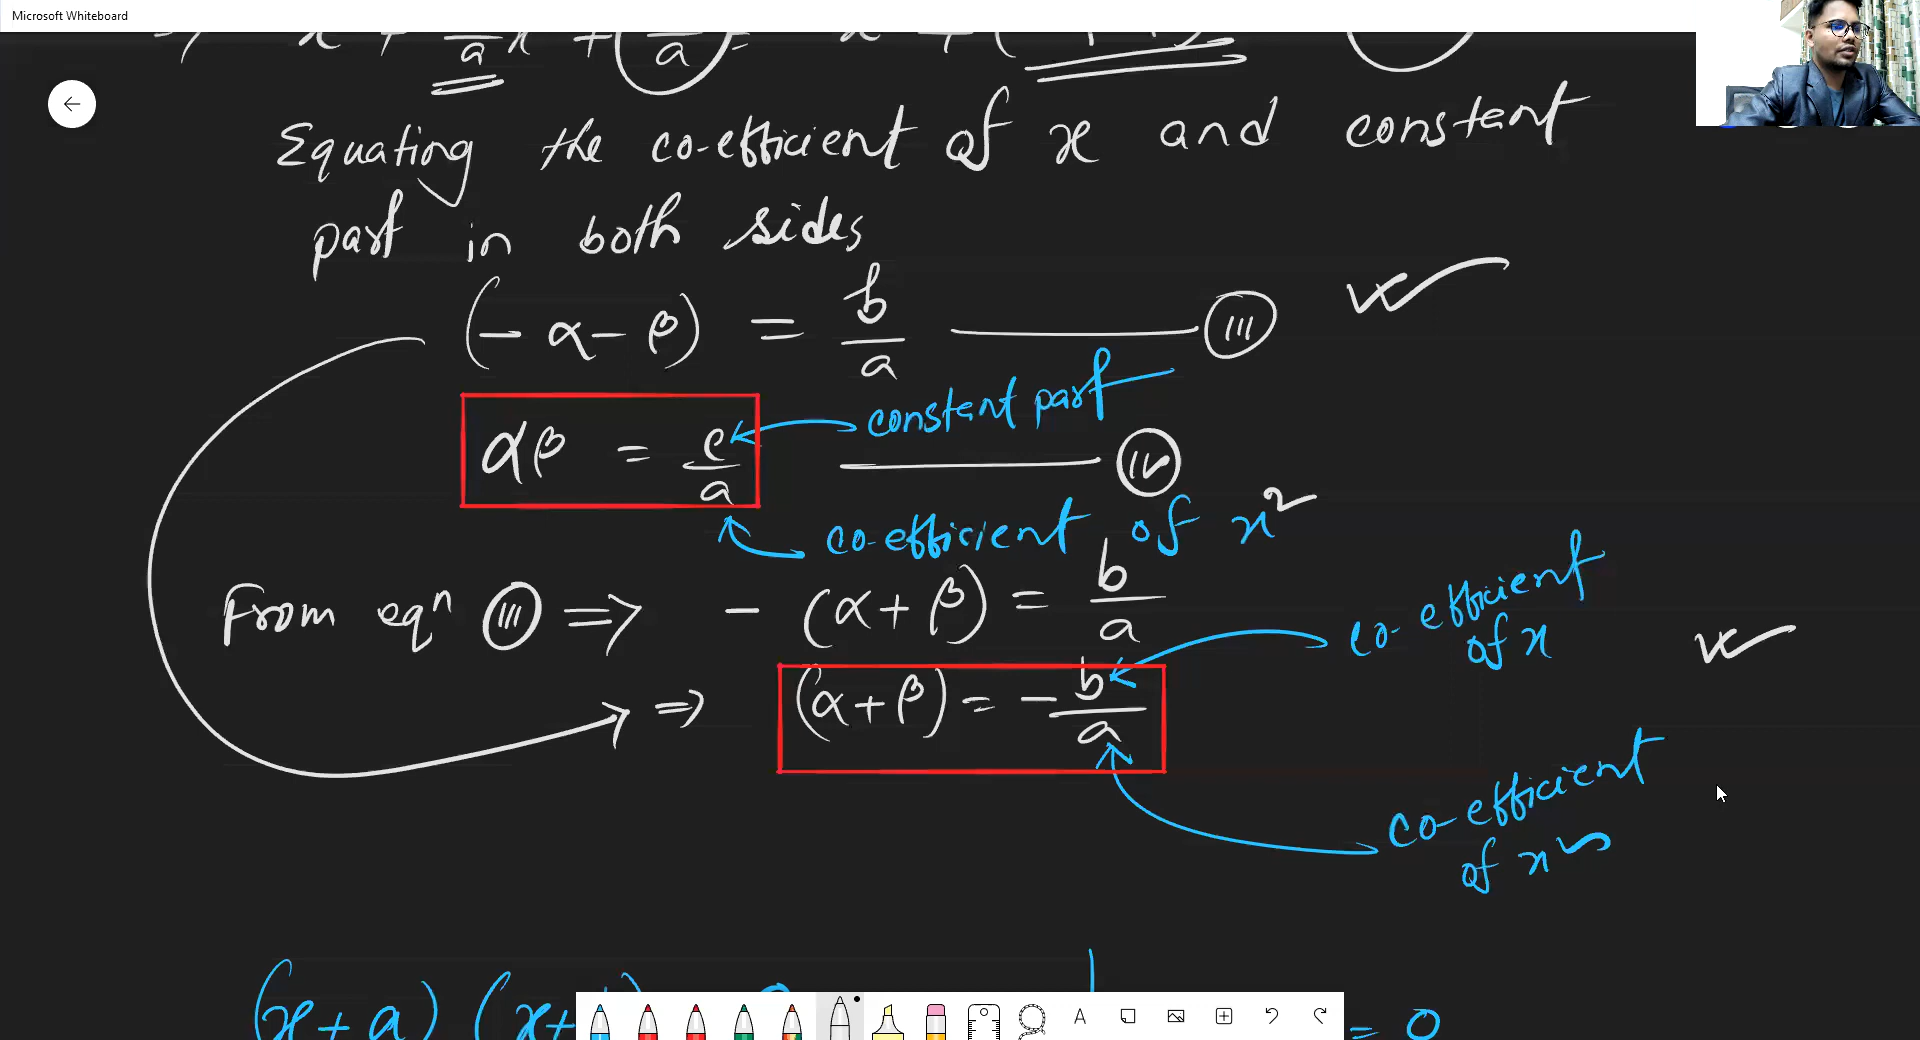 Microsoft Whiteboard
Equating the co-efficient of x and constant
part in both sides
(- α - β) = b/a ——— (III)
constant part
αβ = c/a ——— (IV)
co-efficient of x²
From eqⁿ (III) ⇒ - (α + β) = b/a
co-efficient
of x
⇒ (α + β) = - b/a
co-efficient
of x²
(x + a) (x +
= 0